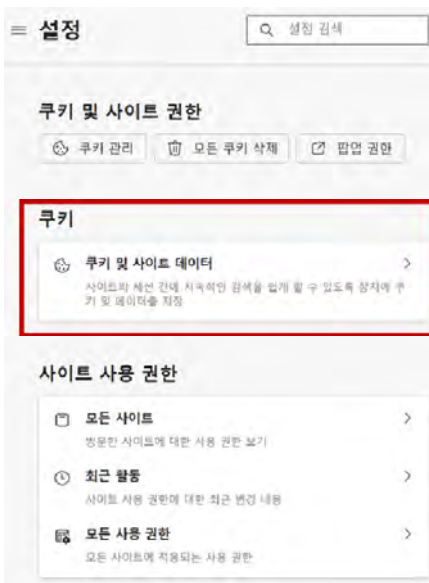 설정
설정 검색
쿠키 및 사이트 권한
쿠키 관리
모든 쿠키 삭제
팝업 권한
쿠키
쿠키 및 사이트 데이터
사이트와 세션 간에 지속적인 검색을 쉽게 할 수 있도록 장치에 쿠
키 및 데이터를 저장
사이트 사용 권한
모든 사이트
방문한 사이트에 대한 사용 권한 보기
최근 활동
사이트 사용 권한에 대한 최근 변경 내용
모든 사용 권한
모든 사이트에 적용되는 사용 권한